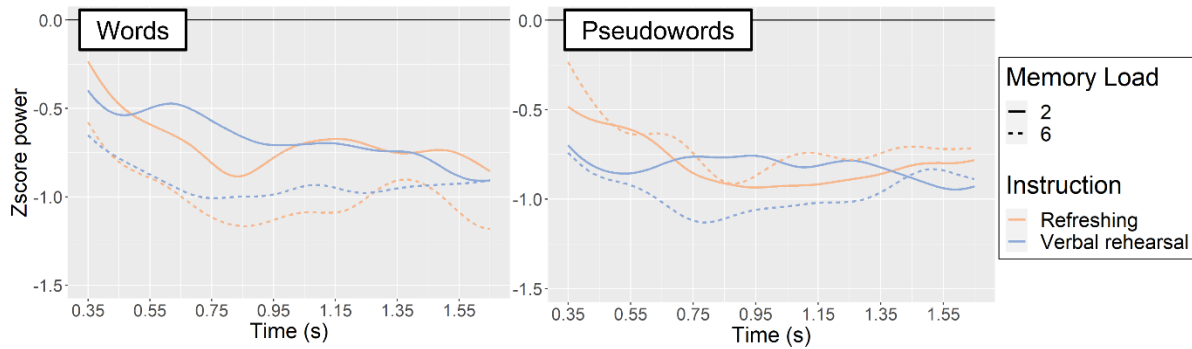 Words
Pseudowords
0.0
-0.5
-1.0
-1.5
Zscore power
0.35 0.55 0.75 0.95 1.15 1.35 1.55
Time (s)
0.0
-0.5
-1.0
-1.5
0.35 0.55 0.75 0.95 1.15 1.35 1.55
Time (s)
Memory Load
2
6
Instruction
Refreshing
Verbal rehearsal